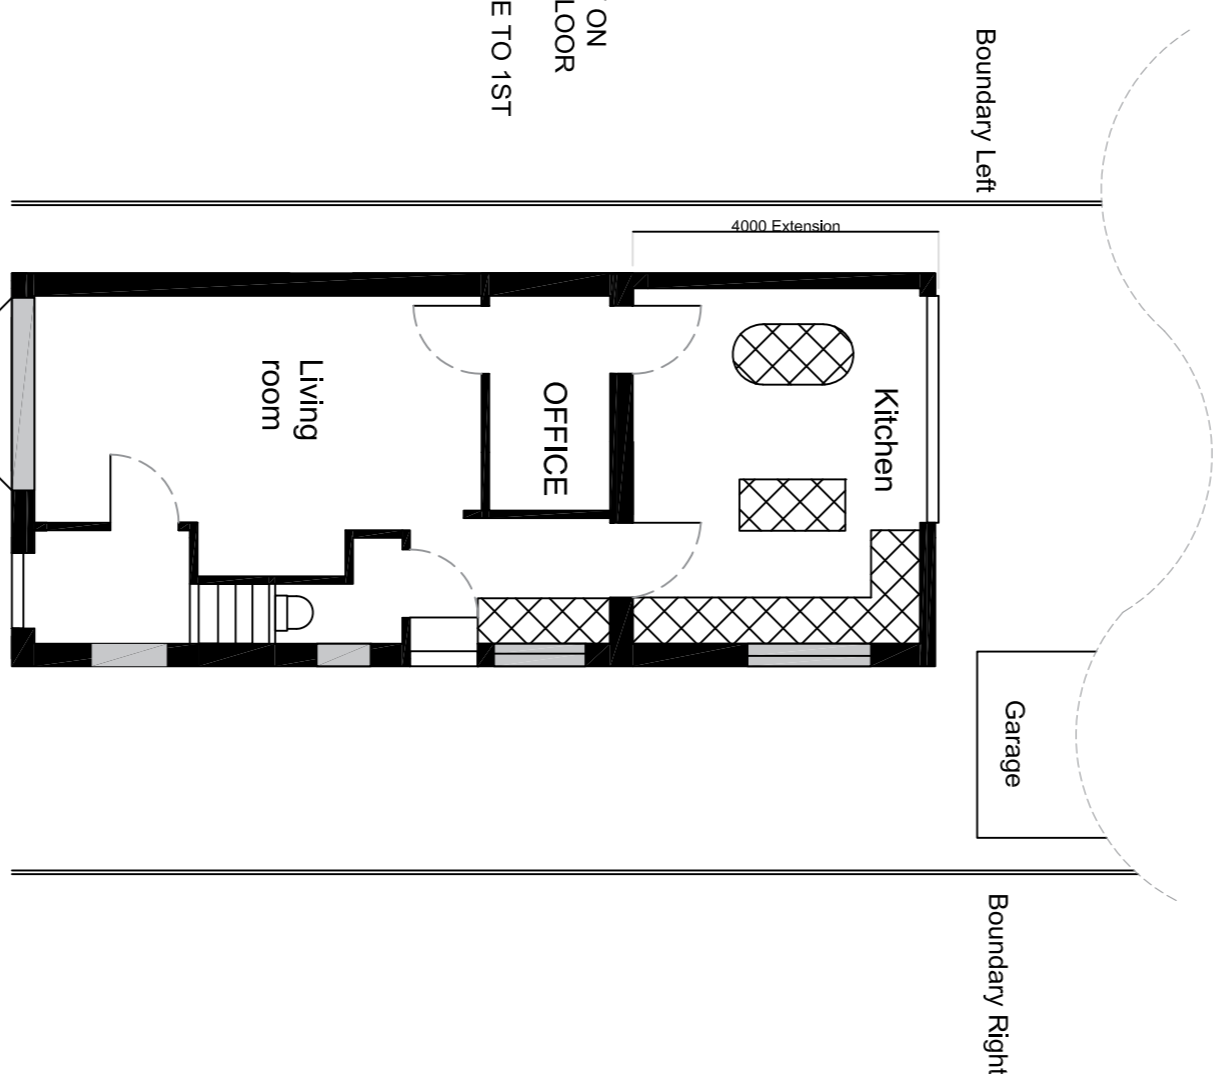 ON
LOOR
E TO 1ST
Boundary Left
4000 Extension
Living
room
OFFICE
Kitchen
Garage
Boundary Right